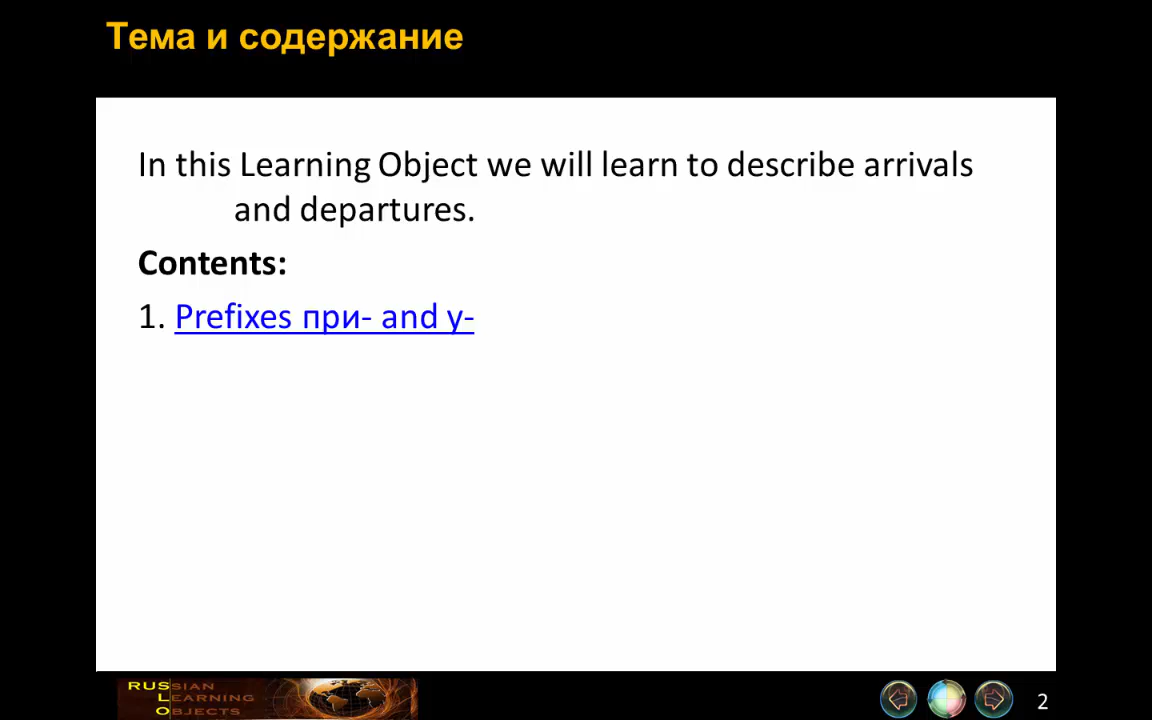 Тема и содержание
In this Learning Object we will learn to describe arrivals
and departures.
Contents:
1. Prefixes при- and у-
RUSSIAN
LEARNING
OBJECTS
2